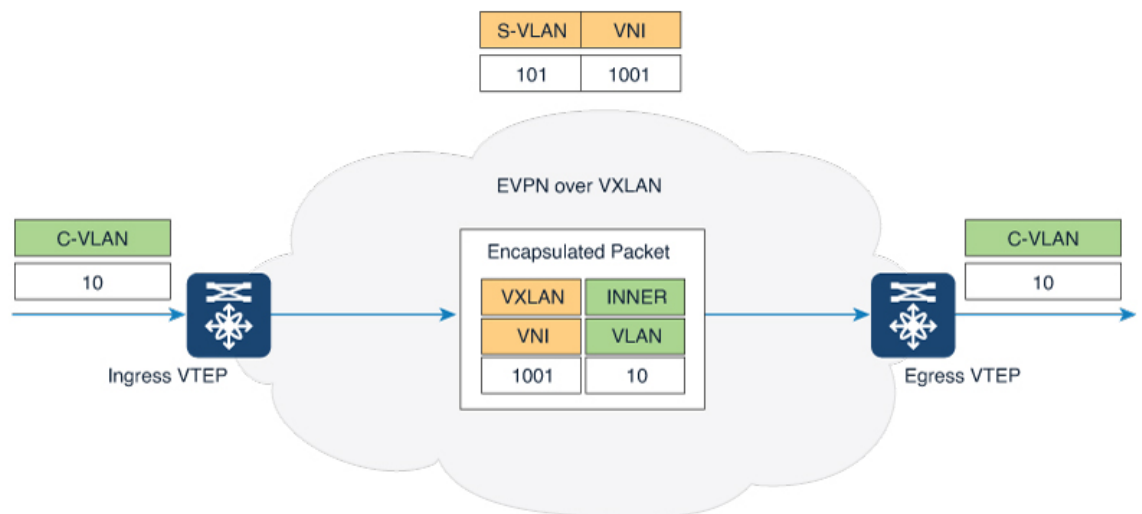 S-VLAN VNI
101 1001
EVPN over VXLAN
C-VLAN
10
Ingress VTEP
Encapsulated Packet
VXLAN INNER
VNI VLAN
1001 10
C-VLAN
10
Egress VTEP